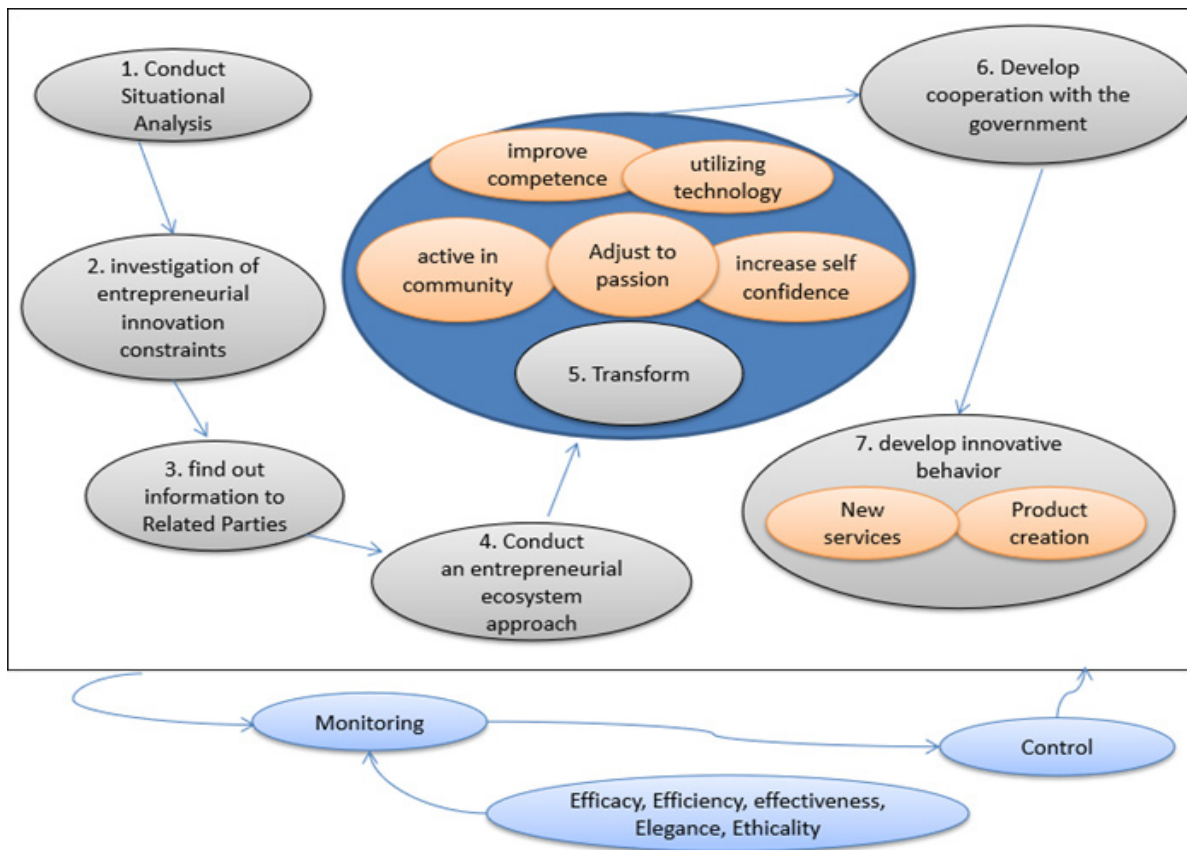 1. Conduct
Situational
Analysis
2. investigation of
entrepreneurial
innovation
constraints
3. find out
information to
Related Parties
4. Conduct
an entrepreneurial
ecosystem
approach
improve
competence
utilizing
technology
active in
community
Adjust to
passion
increase self
confidence
5. Transform
6. Develop
cooperation with the
government
7. develop innovative
behavior
New
services
Product
creation
Monitoring
Control
Efficacy, Efficiency, effectiveness,
Elegance, Ethicality